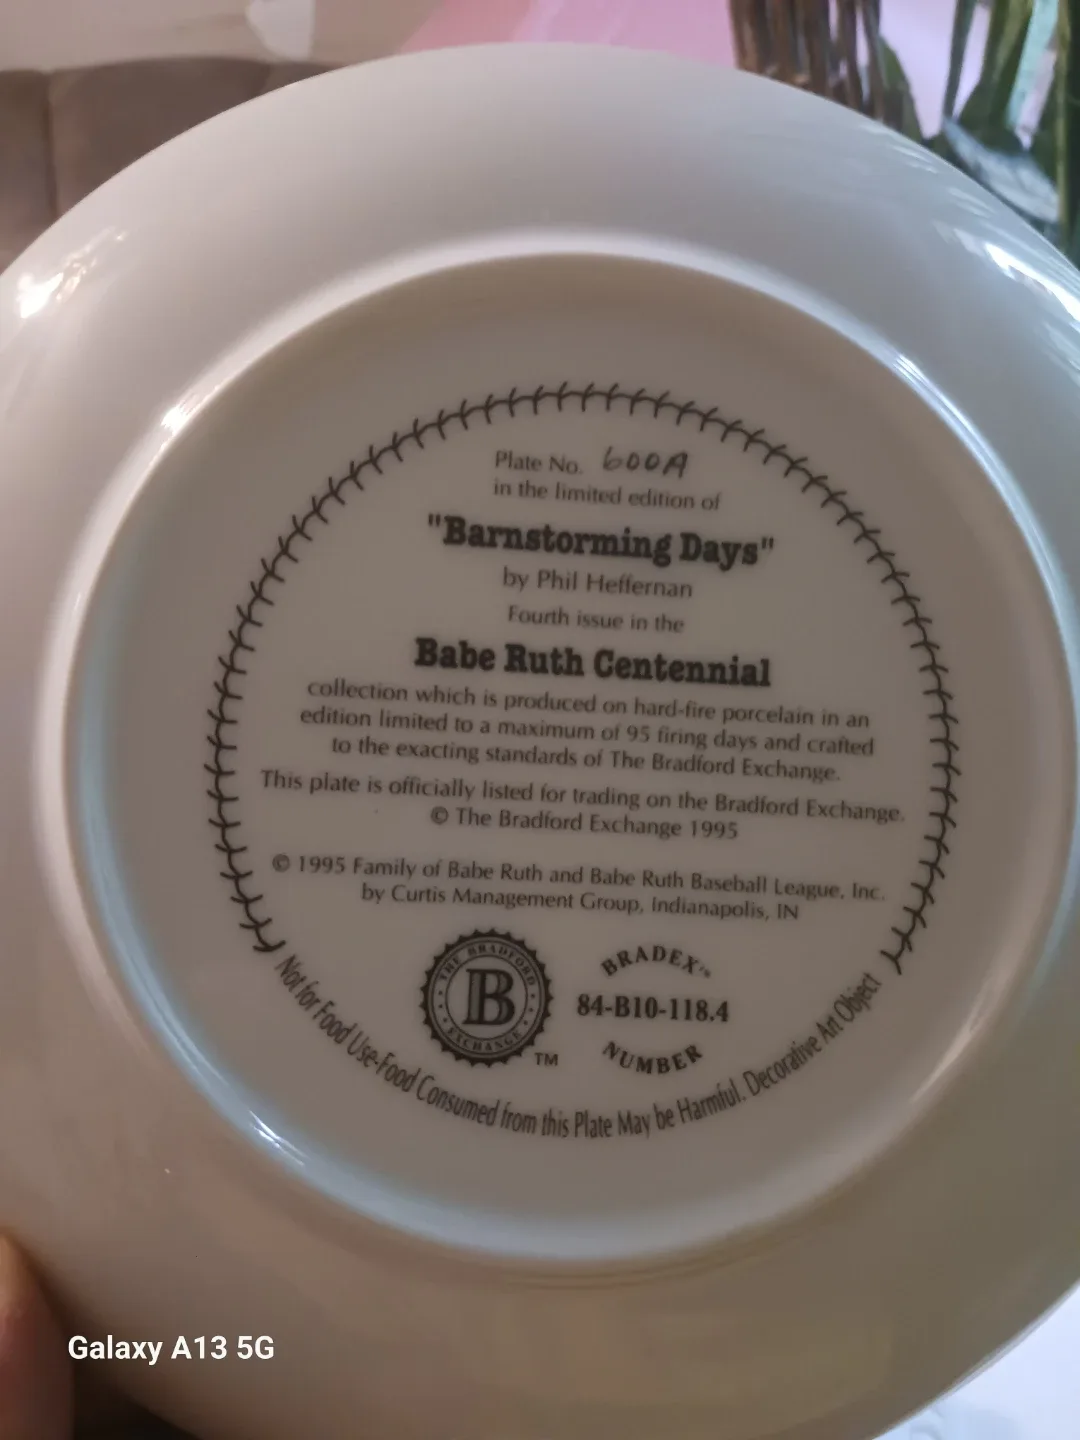 Plate No. 600A
in the limited edition of
"Barnstorming Days"
by Phil Heffernan
Fourth issue in the
Babe Ruth Centennial
collection which is produced on hard-fire porcelain in an
edition limited to a maximum of 95 firing days and crafted
to the exacting standards of The Bradford Exchange.
This plate is officially listed for trading on the Bradford Exchange.
© The Bradford Exchange 1995
© 1995 Family of Babe Ruth and Babe Ruth Baseball League, Inc.
by Curtis Management Group, Indianapolis, IN
THE BRADFORD
B
EXCHANGE
TM
BRADEX™
84-B10-118.4
NUMBER
Not for Food Use-Food Consumed from this Plate May be Harmful. Decorative Art Object
Galaxy A13 5G